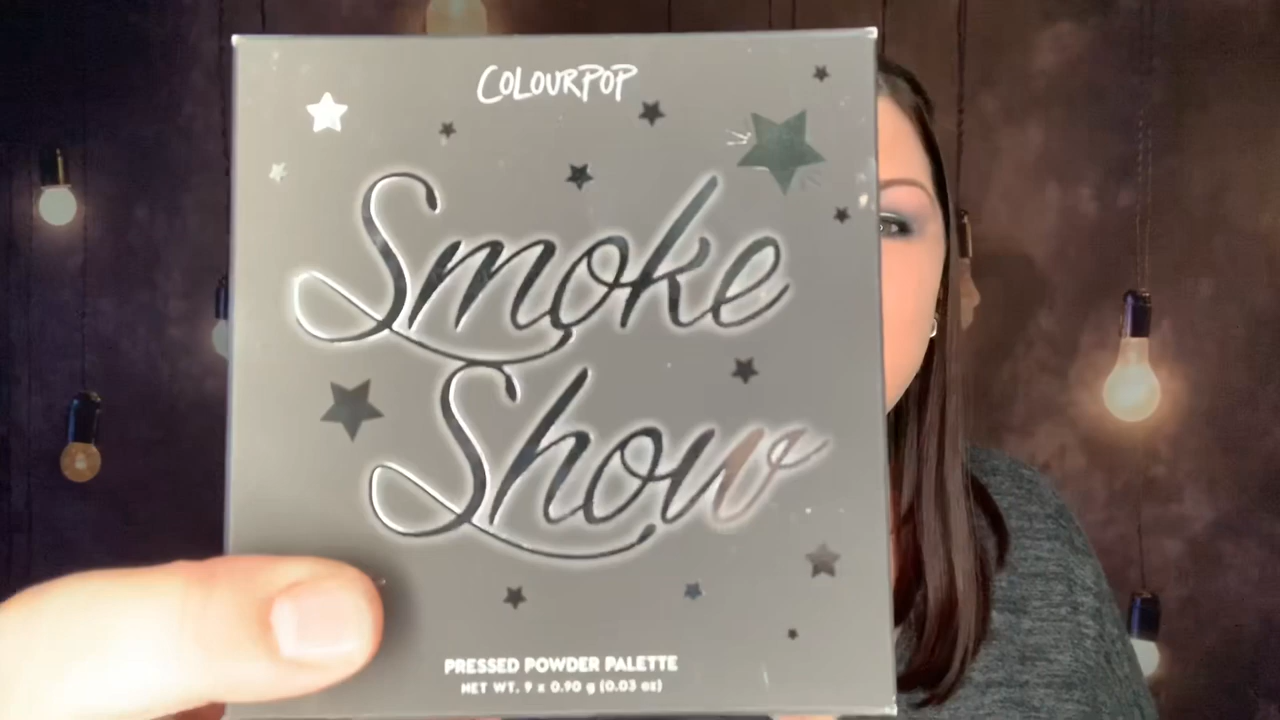 COLOURPOP
Smoke
Show
PRESSED POWDER PALETTE
NET WT. 9 x 0.90 g (0.03 oz)